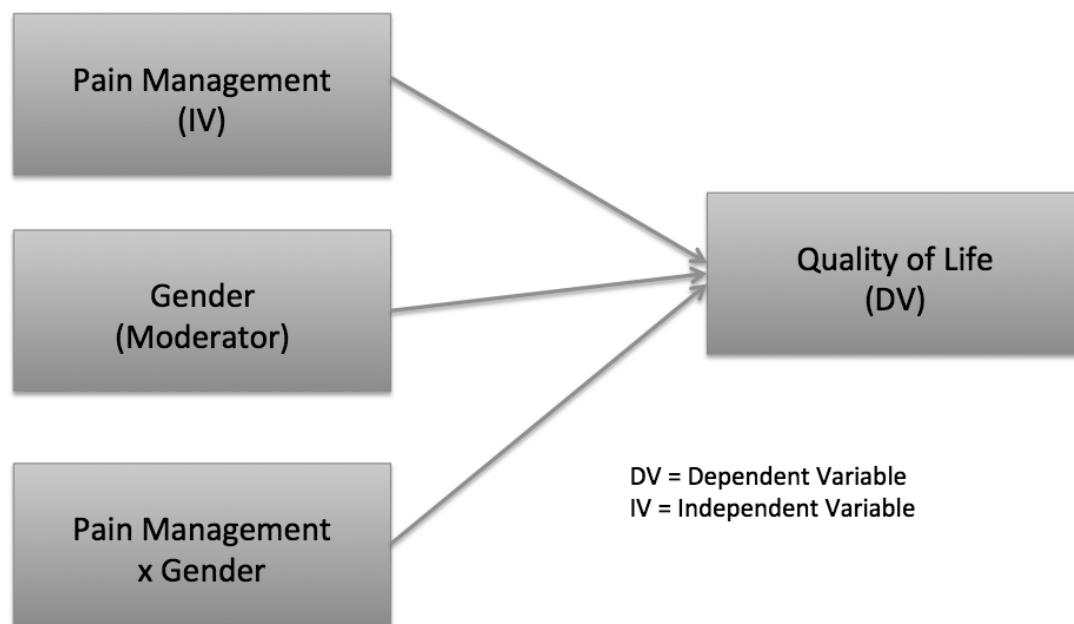 Pain Management
(IV)
Gender
(Moderator)
Pain Management
x Gender
Quality of Life
(DV)
DV = Dependent Variable
IV = Independent Variable